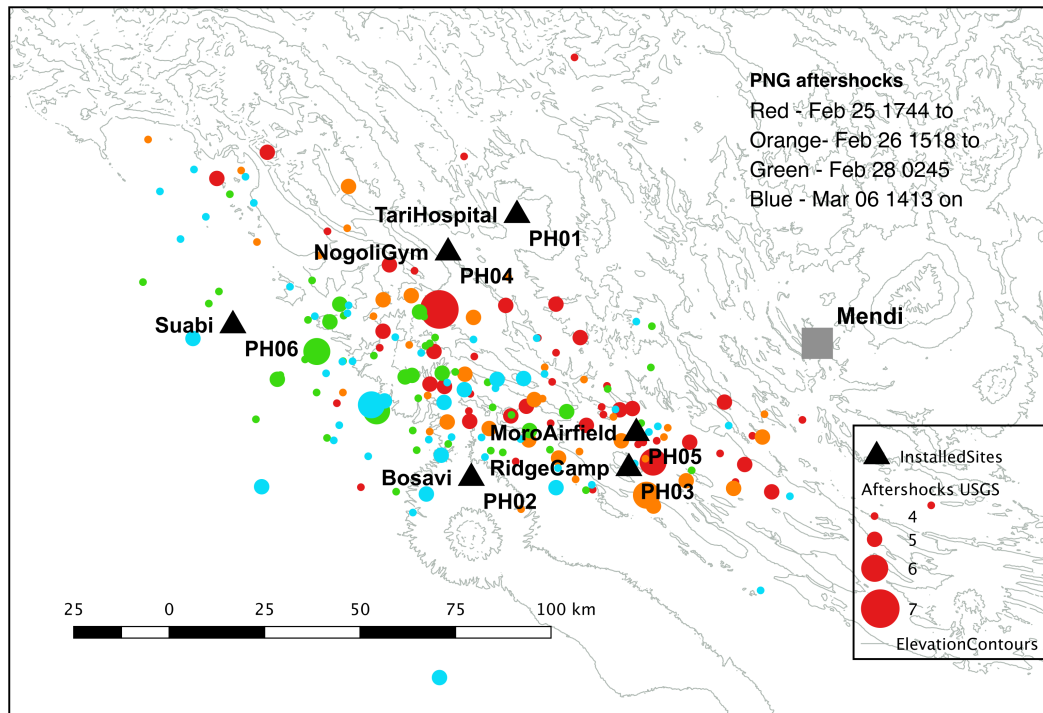 PNG aftershocks
Red - Feb 25 1744 to
Orange- Feb 26 1518 to
Green - Feb 28 0245
Blue - Mar 06 1413 on
TariHospital
PH01
NogoliGym
PH04
Suabi
PH06
Mendi
MoroAirfield
PH05
RidgeCamp
PH03
Bosavi
PH02
InstalledSites
Aftershocks USGS
4
5
6
7
ElevationContours
25 0 25 50 75 100 km